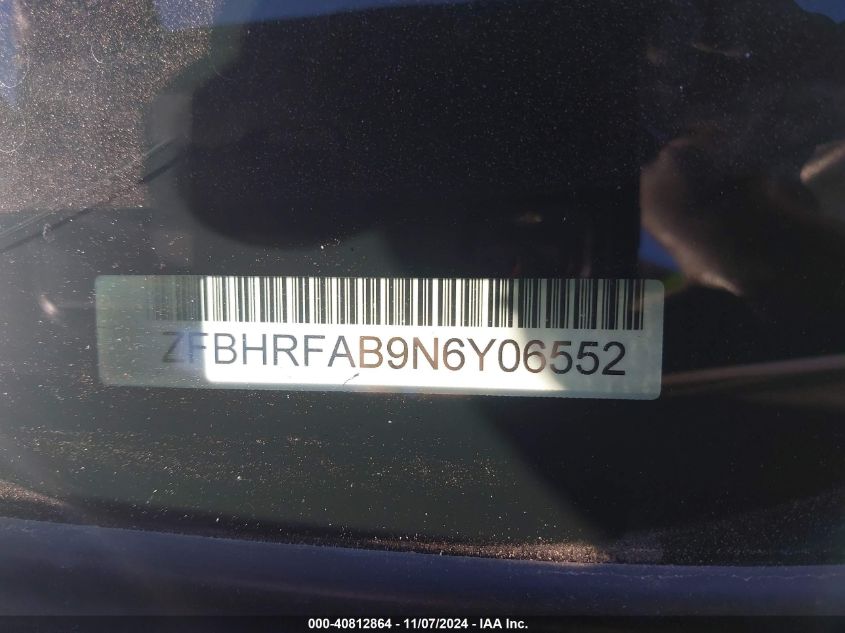 ZFBHRFAB9N6Y06552
000-40812864 - 11/07/2024 - IAA Inc.